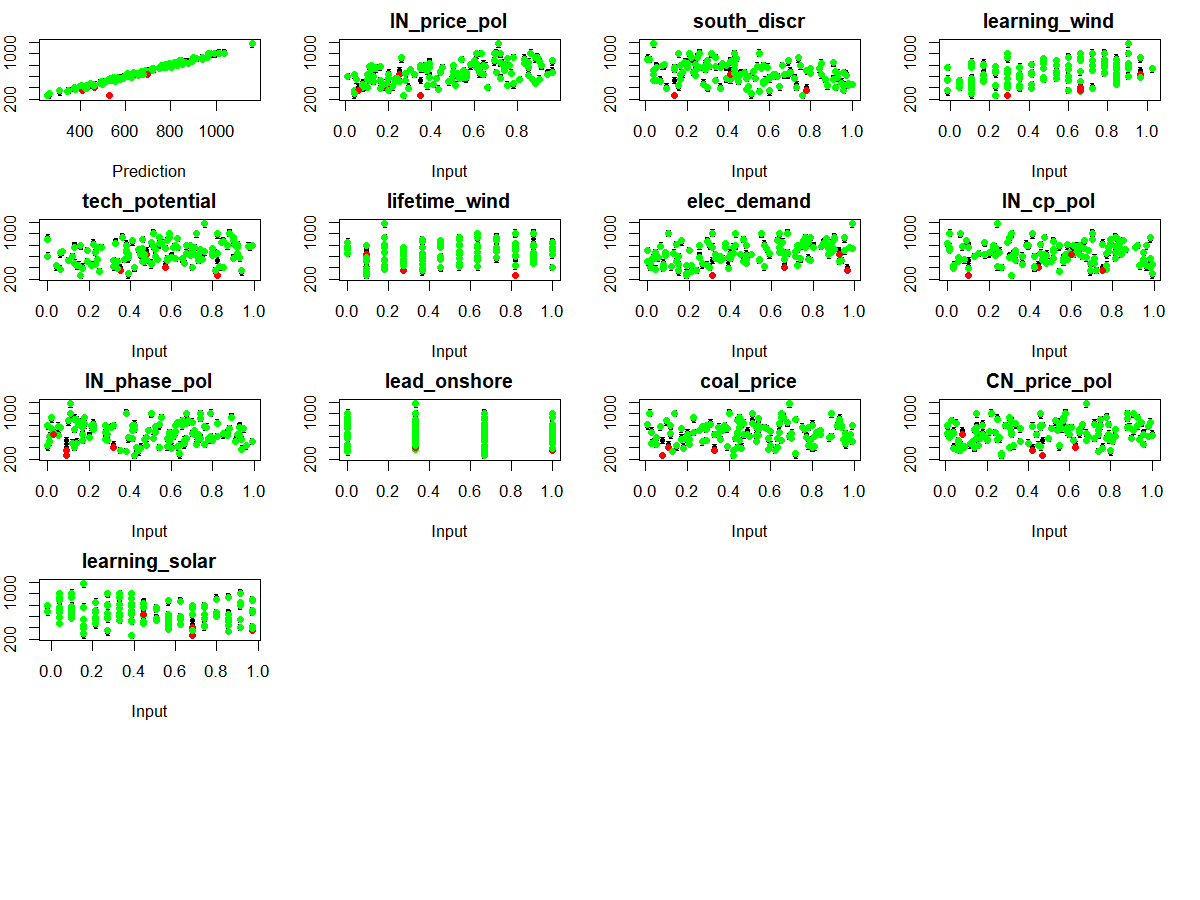 IN_price_pol south_discr learning_wind
200 1000 200 1000 200 1000 200 1000
400 600 800 1000 0.0 0.2 0.4 0.6 0.8 0.0 0.2 0.4 0.6 0.8 1.0 0.0 0.2 0.4 0.6 0.8 1.0
Prediction Input Input Input
tech_potential lifetime_wind elec_demand IN_cp_pol
200 1000 200 1000 200 1000 200 1000
0.0 0.2 0.4 0.6 0.8 1.0 0.0 0.2 0.4 0.6 0.8 1.0 0.0 0.2 0.4 0.6 0.8 1.0 0.0 0.2 0.4 0.6 0.8 1.0
Input Input Input Input
IN_phase_pol lead_onshore coal_price CN_price_pol
200 1000 200 1000 200 1000 200 1000
0.0 0.2 0.4 0.6 0.8 1.0 0.0 0.2 0.4 0.6 0.8 1.0 0.0 0.2 0.4 0.6 0.8 1.0 0.0 0.2 0.4 0.6 0.8 1.0
Input Input Input Input
learning_solar
200 1000
0.0 0.2 0.4 0.6 0.8 1.0
Input